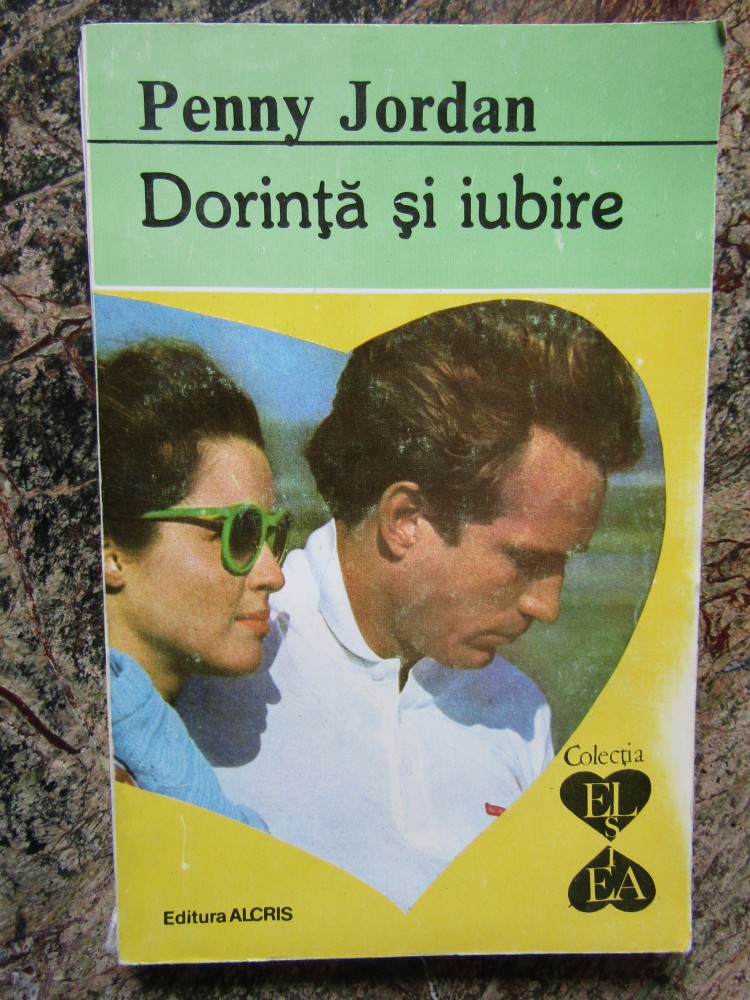 Penny Jordan
Dorinţă şi iubire
Colecţia
EL
ŞI
EA
Editura ALCRIS